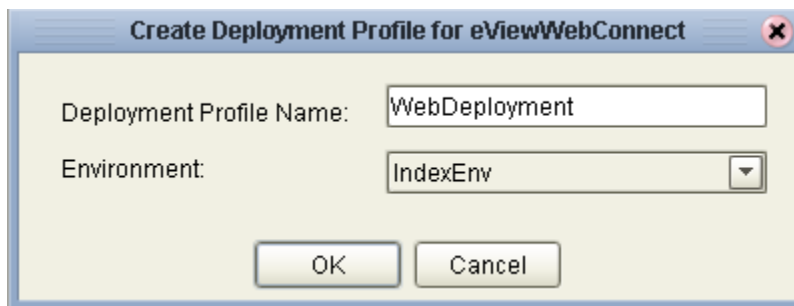 Create Deployment Profile for eViewWebConnect
Deployment Profile Name: WebDeployment
Environment: IndexEnv
OK Cancel